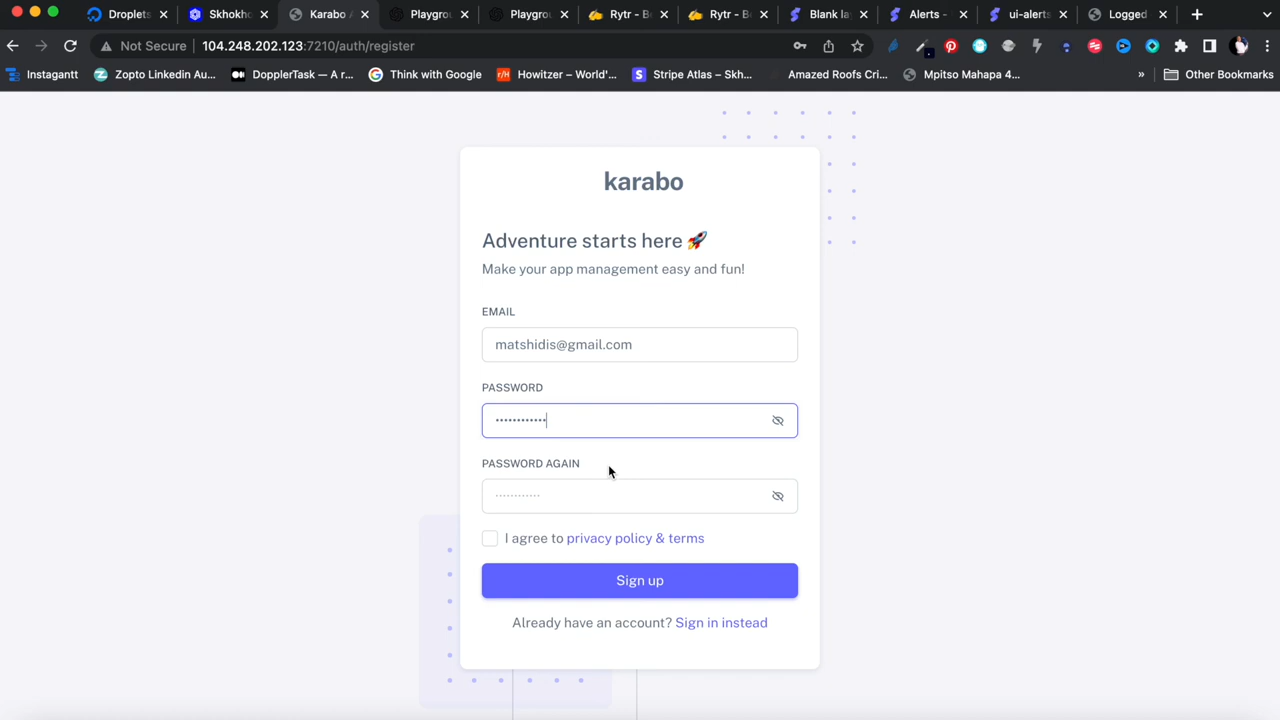 Droplets
Skhokho
Karabo
Playgrou
Playgrou
Rytr - B
Rytr - B
Blank la
Alerts -
ui-alerts
Logged
Not Secure
104.248.202.123:7210/auth/register
Instagantt
Zopto Linkedin Au...
DopplerTask — A r...
Think with Google
r/H
Howitzer – World'...
Stripe Atlas – Skh...
Amazed Roofs Cri...
Mpitso Mahapa 4...
»
Other Bookmarks
karabo
Adventure starts here 🚀
Make your app management easy and fun!
EMAIL
matshidis@gmail.com
PASSWORD
••••••••••••
PASSWORD AGAIN
············
I agree to privacy policy & terms
Sign up
Already have an account? Sign in instead